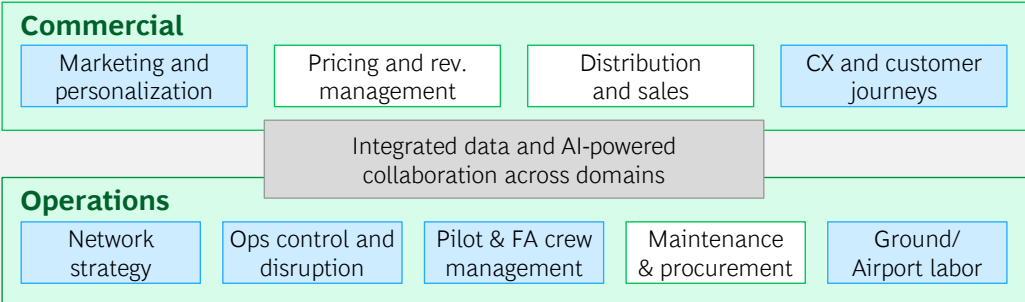 Commercial
Marketing and
personalization
Pricing and rev.
management
Distribution
and sales
CX and customer
journeys
Integrated data and AI-powered
collaboration across domains
Operations
Network
strategy
Ops control and
disruption
Pilot & FA crew
management
Maintenance
& procurement
Ground/
Airport labor